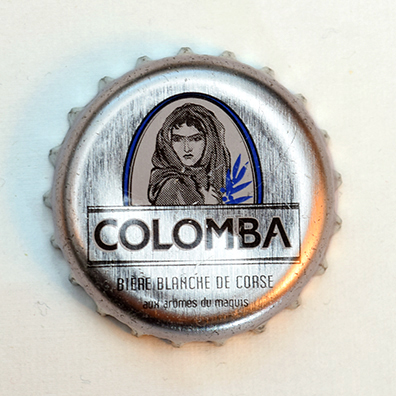 COLOMBA
BIÈRE BLANCHE DE CORSE
aux arômes du maquis